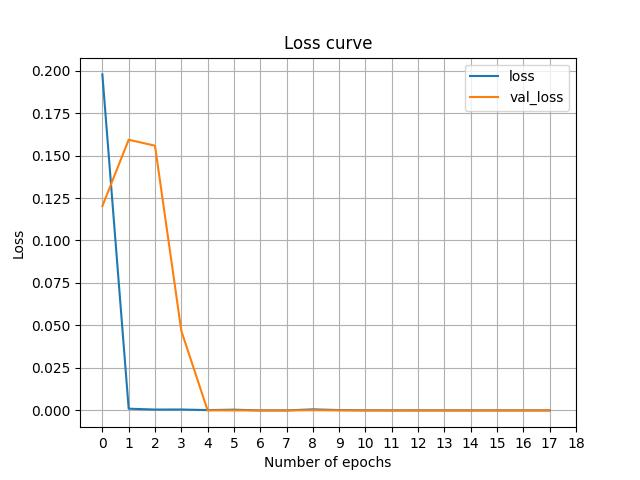 Loss curve
loss
val_loss
0.200
0.175
0.150
0.125
0.100
0.075
0.050
0.025
0.000
Loss
0 1 2 3 4 5 6 7 8 9 10 11 12 13 14 15 16 17 18
Number of epochs